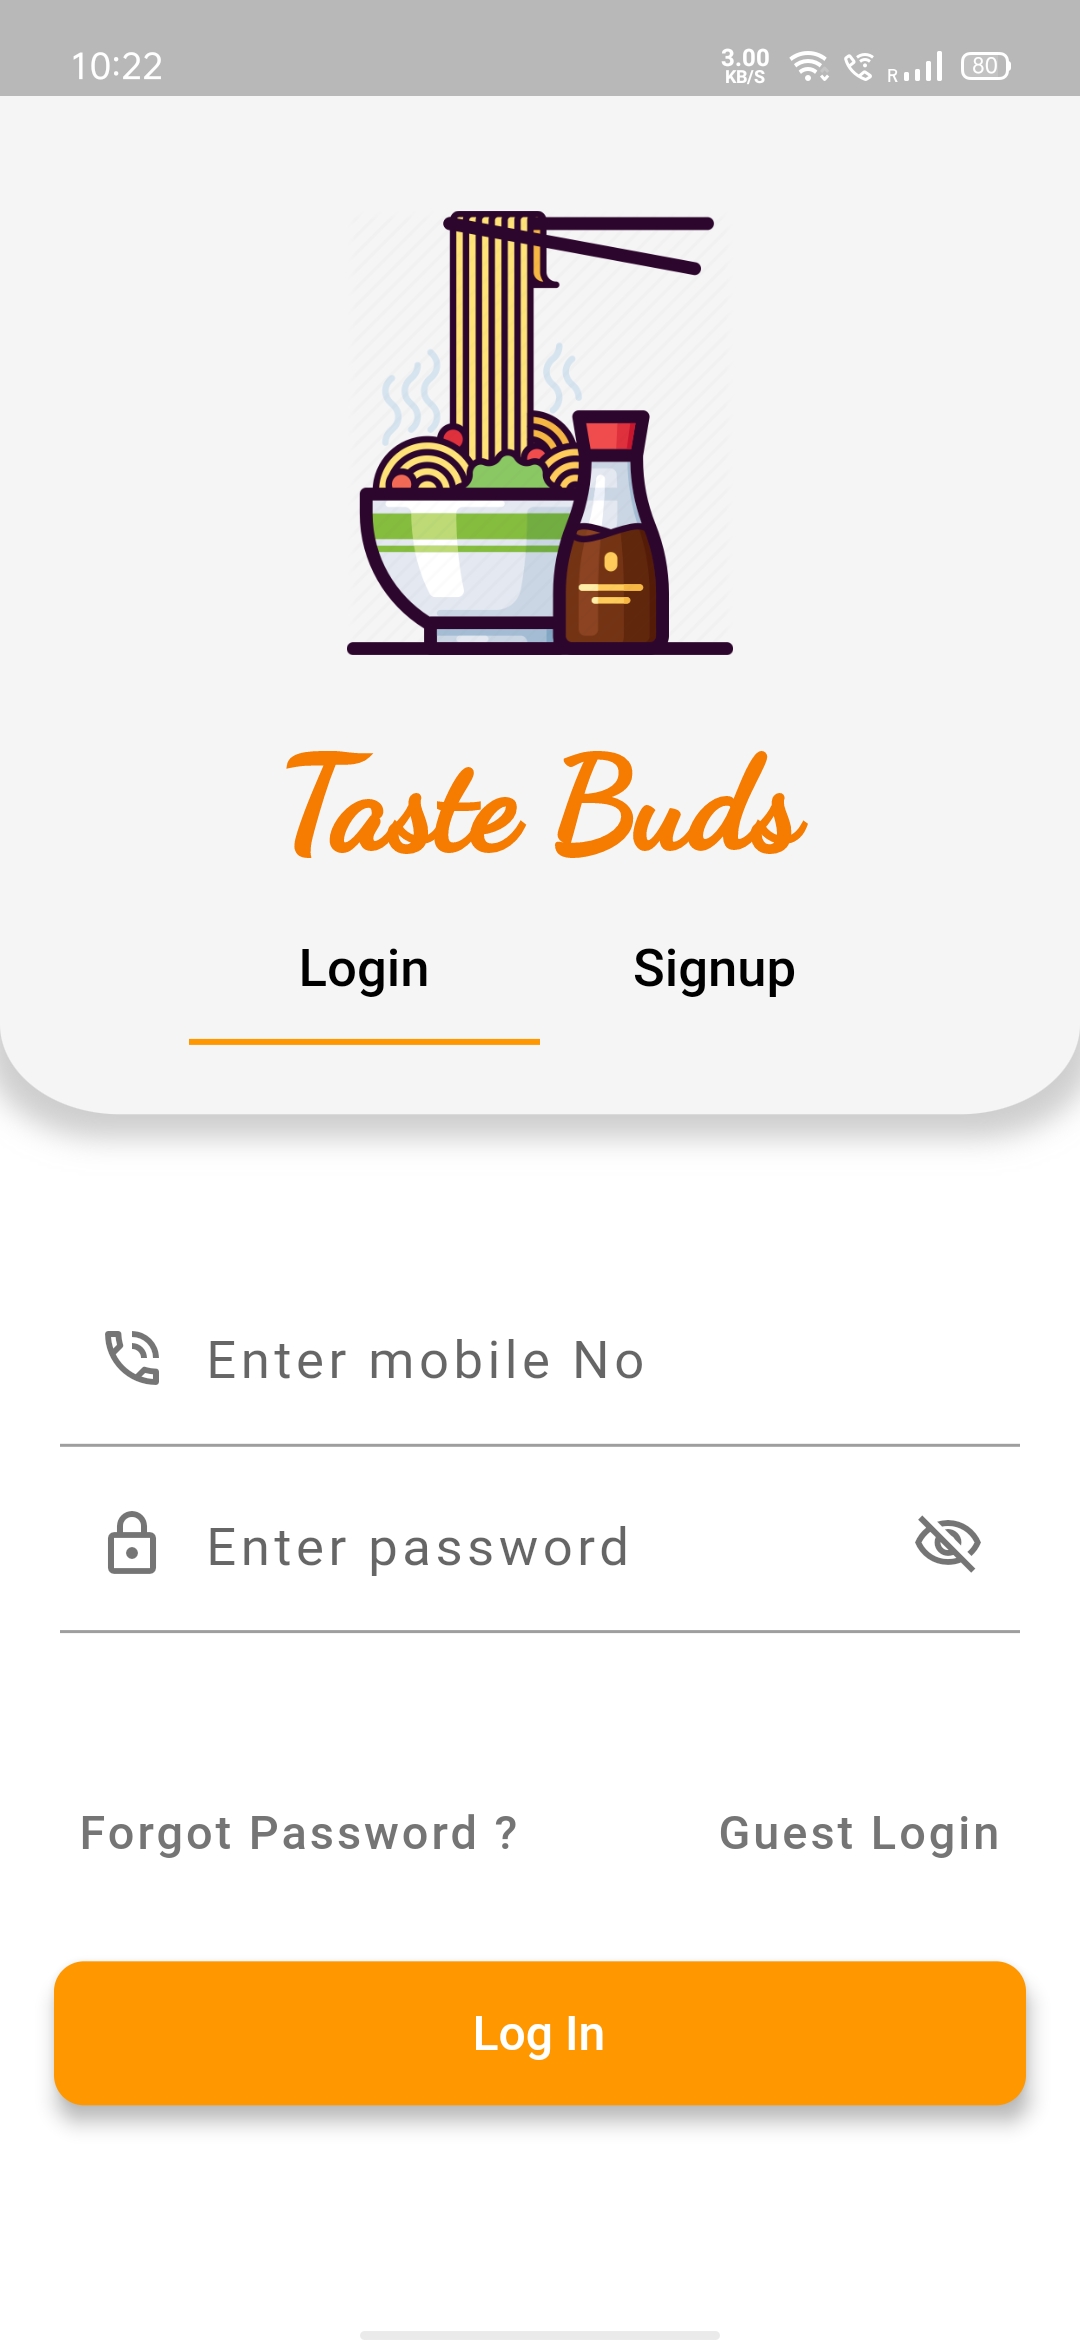 10:22 3.00 KB/S R 80
Taste Buds
Login Signup
Enter mobile No
Enter password
Forgot Password ? Guest Login
Log In